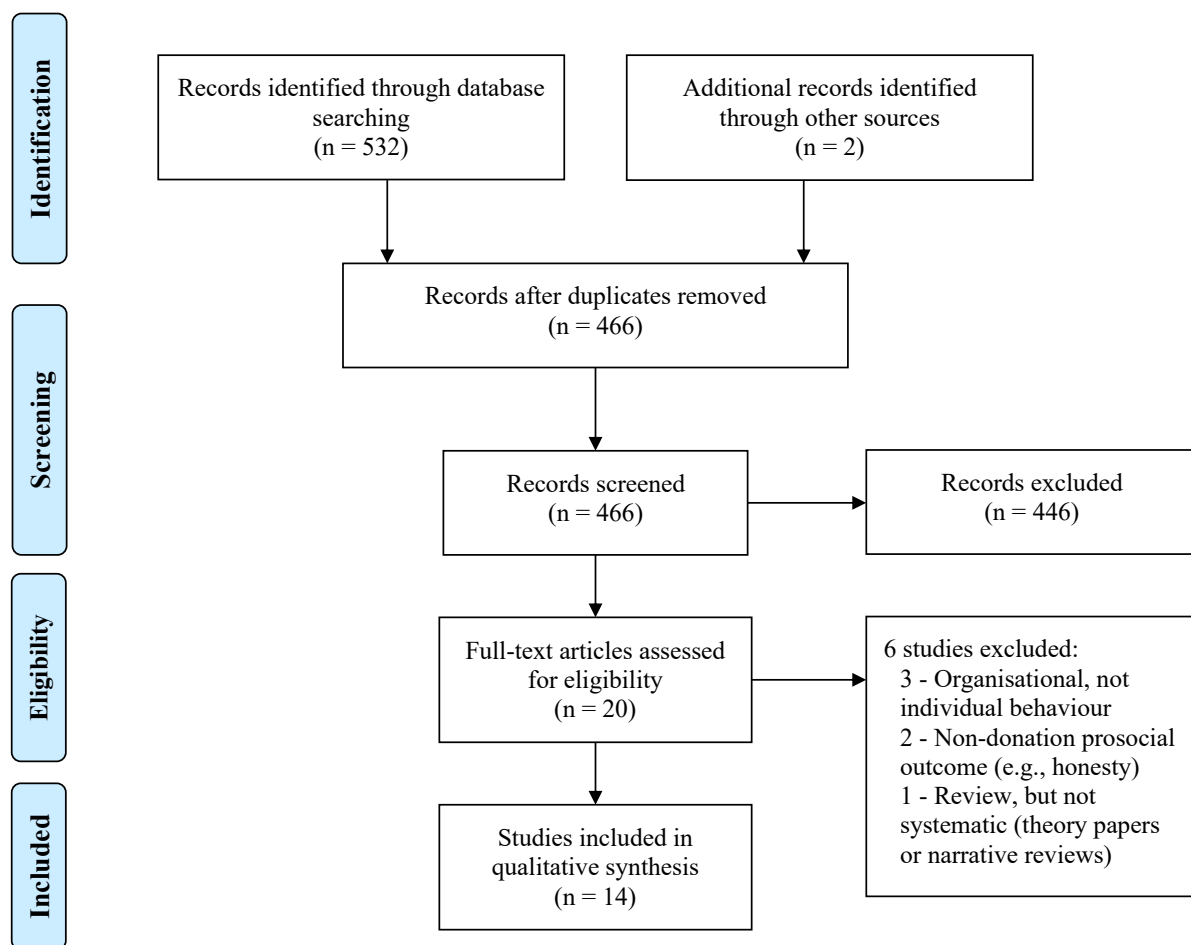 Identification
Records identified through database
searching
(n = 532)
Additional records identified
through other sources
(n = 2)
Records after duplicates removed
(n = 466)
Screening
Records screened
(n = 466)
Records excluded
(n = 446)
Eligibility
Full-text articles assessed
for eligibility
(n = 20)
6 studies excluded:
3 - Organisational, not
individual behaviour
2 - Non-donation prosocial
outcome (e.g., honesty)
1 - Review, but not
systematic (theory papers
or narrative reviews)
Included
Studies included in
qualitative synthesis
(n = 14)